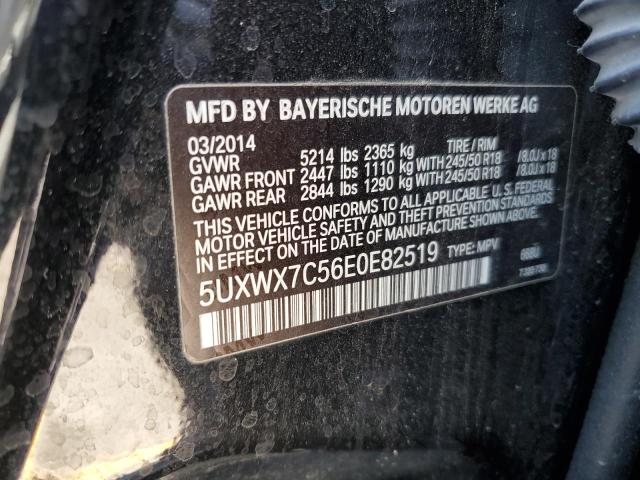 MFD BY BAYERISCHE MOTOREN WERKE AG
03/2014 TIRE / RIM
GVWR 5214 lbs 2365 kg
GAWR FRONT 2447 lbs 1110 kg WITH 245/50 R18 /8.0J x 18
GAWR REAR 2844 lbs 1290 kg WITH 245/50 R18 /8.0J x 18
THIS VEHICLE CONFORMS TO ALL APPLICABLE U. S. FEDERAL
MOTOR VEHICLE SAFETY AND THEFT PREVENTION STANDARDS
IN EFFECT ON THE DATE OF MANUFACTURE SHOWN ABOVE.
5UXWX7C56E0E82519 TYPE: MPV